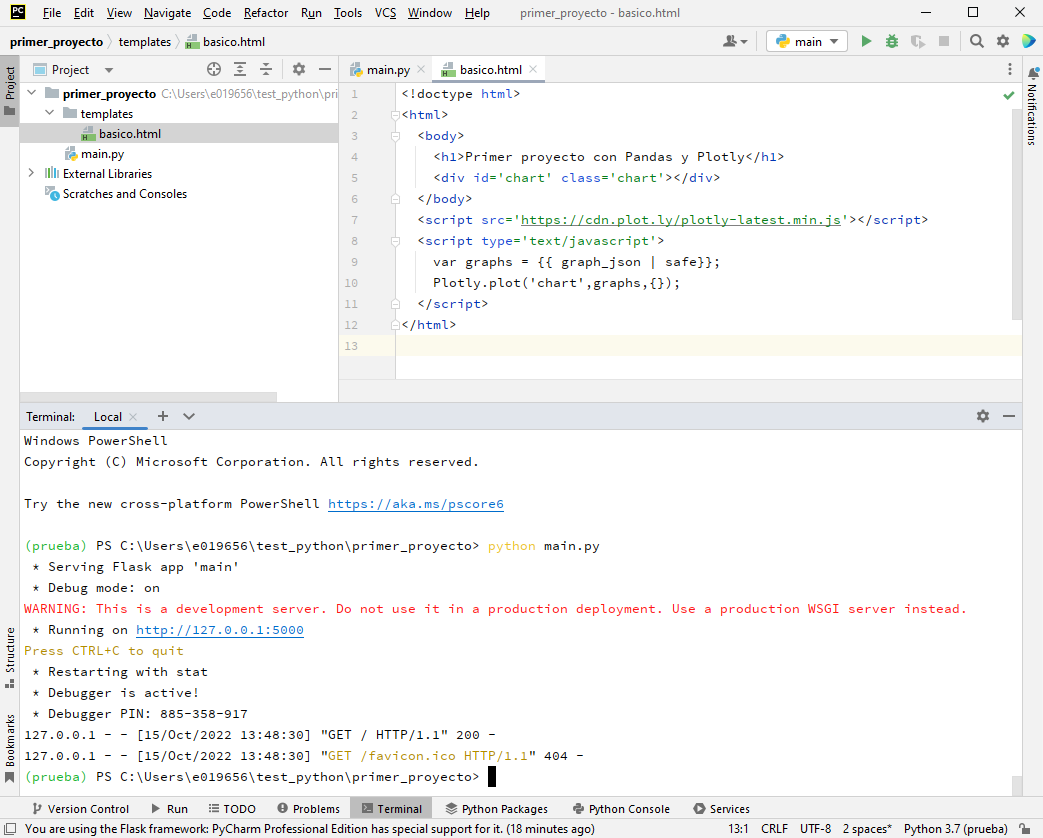 PC File Edit View Navigate Code Refactor Run Tools VCS Window Help primer_proyecto - basico.html
primer_proyecto templates basico.html main
Project
Project
main.py basico.html
primer_proyecto C:\Users\e019656\test_python\pri
templates
basico.html
main.py
External Libraries
Scratches and Consoles
1 <!doctype html>
2 <html>
3 <body>
4 <h1>Primer proyecto con Pandas y Plotly</h1>
5 <div id='chart' class='chart'></div>
6 </body>
7 <script src='https://cdn.plot.ly/plotly-latest.min.js'></script>
8 <script type='text/javascript'>
9 var graphs = {{ graph_json | safe}};
10 Plotly.plot('chart',graphs,{});
11 </script>
12 </html>
13
Notifications
Terminal: Local
Windows PowerShell
Copyright (C) Microsoft Corporation. All rights reserved.
Try the new cross-platform PowerShell https://aka.ms/pscore6
(prueba) PS C:\Users\e019656\test_python\primer_proyecto> python main.py
* Serving Flask app 'main'
* Debug mode: on
WARNING: This is a development server. Do not use it in a production deployment. Use a production WSGI server instead.
* Running on http://127.0.0.1:5000
Press CTRL+C to quit
* Restarting with stat
* Debugger is active!
* Debugger PIN: 885-358-917
127.0.0.1 - - [15/Oct/2022 13:48:30] "GET / HTTP/1.1" 200 -
127.0.0.1 - - [15/Oct/2022 13:48:30] "GET /favicon.ico HTTP/1.1" 404 -
(prueba) PS C:\Users\e019656\test_python\primer_proyecto>
Structure
Bookmarks
Version Control Run TODO Problems Terminal Python Packages Python Console Services
You are using the Flask framework: PyCharm Professional Edition has special support for it. (18 minutes ago) 13:1 CRLF UTF-8 2 spaces* Python 3.7 (prueba)